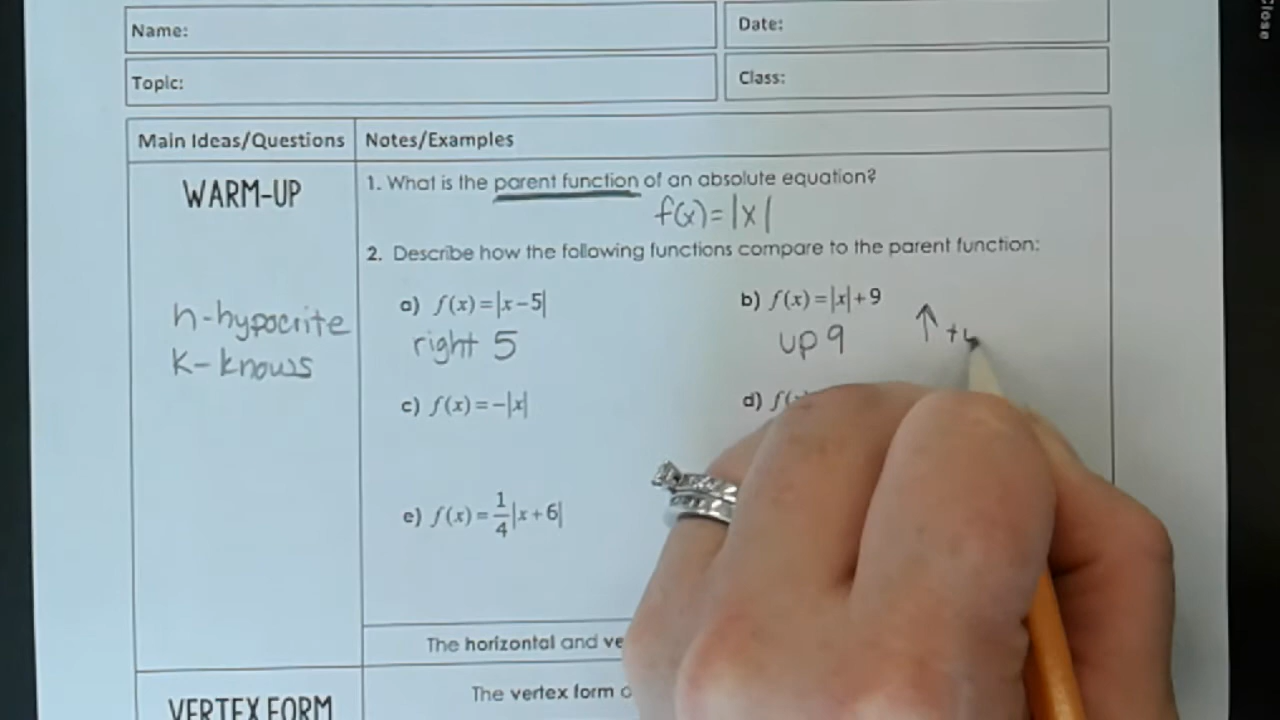 Close
Name:
Date:
Topic:
Class:
Main Ideas/Questions
Notes/Examples
WARM-UP
1. What is the parent function of an absolute equation?
f(x)=|x|
2. Describe how the following functions compare to the parent function:
a) f(x)=|x−5|
b) f(x)=|x|+9
h-hypocrite
right 5
up 9
k-knows
c) f(x)=−|x|
d)
e) f(x)=1/4|x+6|
The horizontal and
VERTEX FORM
The vertex form